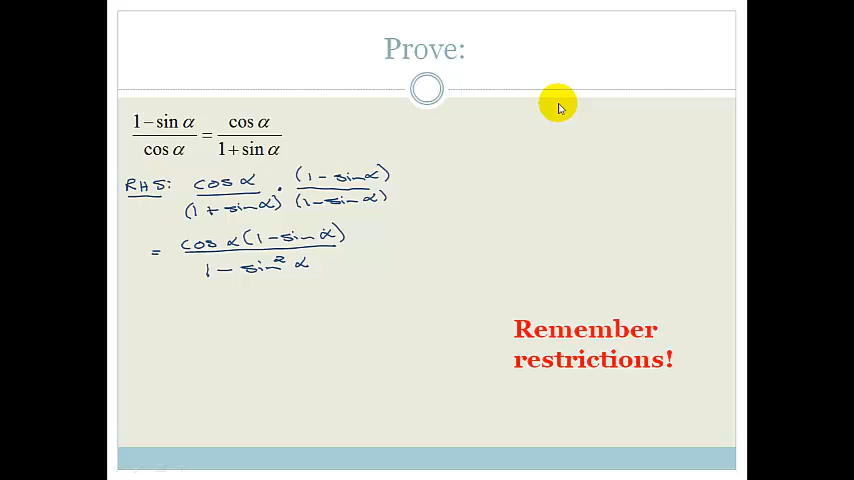 Prove:
1 − sin α / cos α = cos α / 1 + sin α
RHS: cos α / (1 + sin α) · (1 − sin α) / (1 − sin α)
= cos α (1 − sin α) / 1 − sin² α
Remember
restrictions!